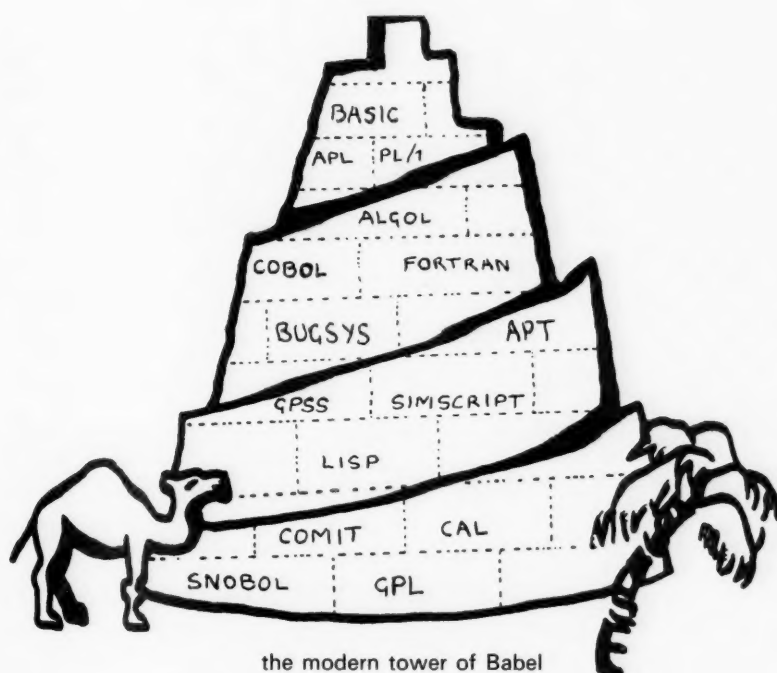 BASIC
APL PL/1
ALGOL
COBOL FORTRAN
BUGSYS APT
GPSS SIMSCRIPT
LISP
COMIT CAL
SNOBOL GPL
the modern tower of Babel